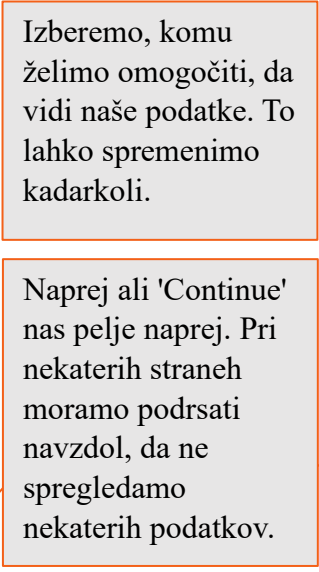 Izberemo, komu
želimo omogočiti, da
vidi naše podatke. To
lahko spremenimo
kadarkoli.
Naprej ali 'Continue'
nas pelje naprej. Pri
nekaterih straneh
moramo podrsati
navzdol, da ne
spregledamo
nekaterih podatkov.